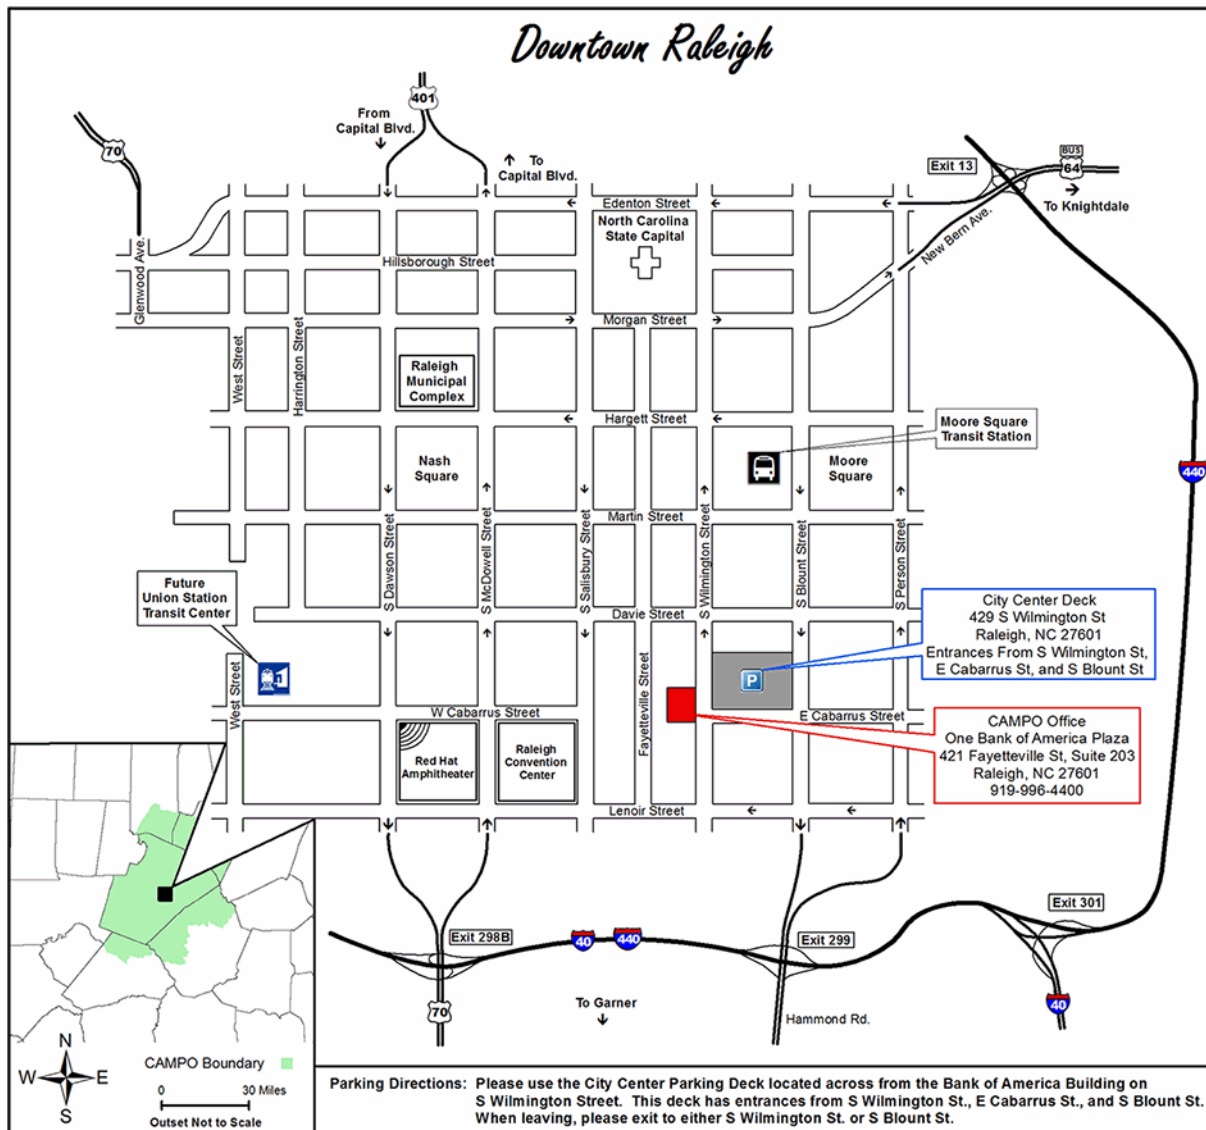 Downtown Raleigh
401
From
Capital Blvd.
To
Capital Blvd.
70
Exit 13
BUS
64
To Knightdale
Edenton Street
North Carolina
State Capital
New Bern Ave.
Glenwood Ave.
Hillsborough Street
Morgan Street
West Street
Harrington Street
Raleigh
Municipal
Complex
Hargett Street
Moore Square
Transit Station
Nash
Square
Moore
Square
440
Martin Street
S Dawson Street
S McDowell Street
S Salisbury Street
S Wilmington Street
S Blount Street
S Person Street
Future
Union Station
Transit Center
Davie Street
City Center Deck
429 S Wilmington St
Raleigh, NC 27601
Entrances From S Wilmington St,
E Cabarrus St, and S Blount St
P
West Street
Fayetteville Street
W Cabarrus Street
E Cabarrus Street
CAMPO Office
One Bank of America Plaza
421 Fayetteville St, Suite 203
Raleigh, NC 27601
919-996-4400
Red Hat
Amphitheater
Raleigh
Convention
Center
Lenoir Street
Exit 301
Exit 298B
40
440
Exit 299
70
To Garner
Hammond Rd.
40
N
W
E
S
CAMPO Boundary
0
30 Miles
Outset Not to Scale
Parking Directions: Please use the City Center Parking Deck located across from the Bank of America Building on
S Wilmington Street. This deck has entrances from S Wilmington St., E Cabarrus St., and S Blount St.
When leaving, please exit to either S Wilmington St. or S Blount St.